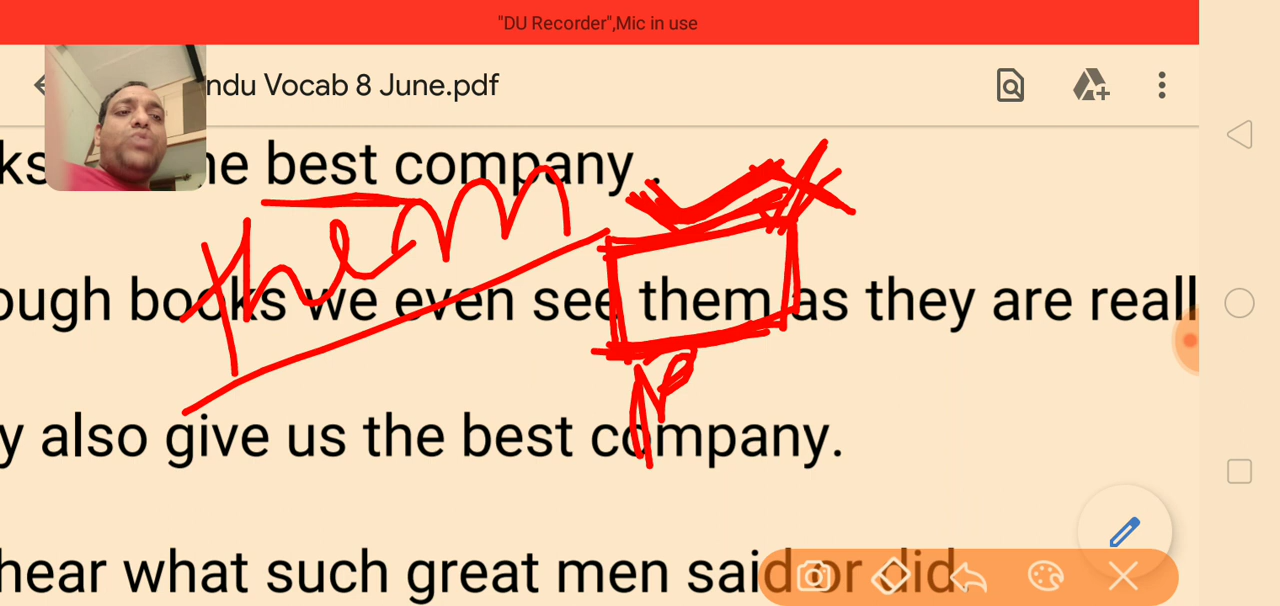 "DU Recorder",Mic in use
ndu Vocab 8 June.pdf
ks he best company .
them
ough books we even see them as they are reall
No
y also give us the best company.
hear what such great men said or did